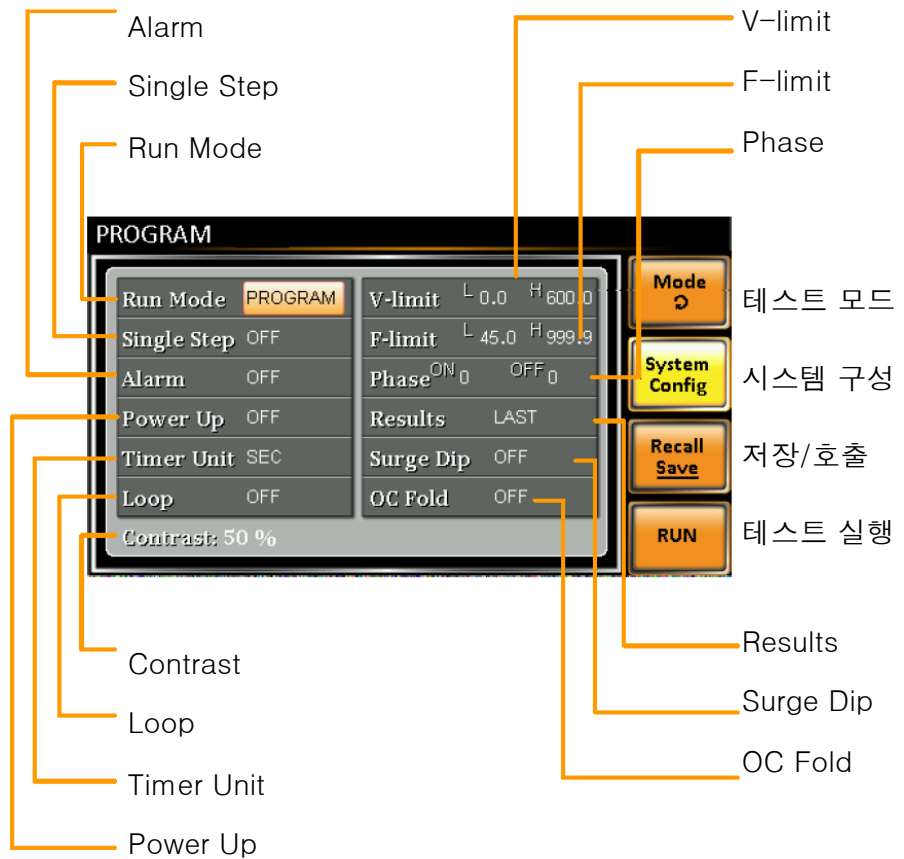 Alarm
V-limit
Single Step
F-limit
Run Mode
Phase
PROGRAM
Run Mode PROGRAM
V-limit L 0.0 H 600.0
Mode
테스트 모드
Single Step OFF
F-limit L 45.0 H 999.9
Alarm OFF
Phase ON 0 OFF 0
System
Config
시스템 구성
Power Up OFF
Results LAST
Timer Unit SEC
Surge Dip OFF
Recall
Save
저장/호출
Loop OFF
OC Fold OFF
Contrast: 50 %
RUN
테스트 실행
Results
Contrast
Surge Dip
Loop
OC Fold
Timer Unit
Power Up